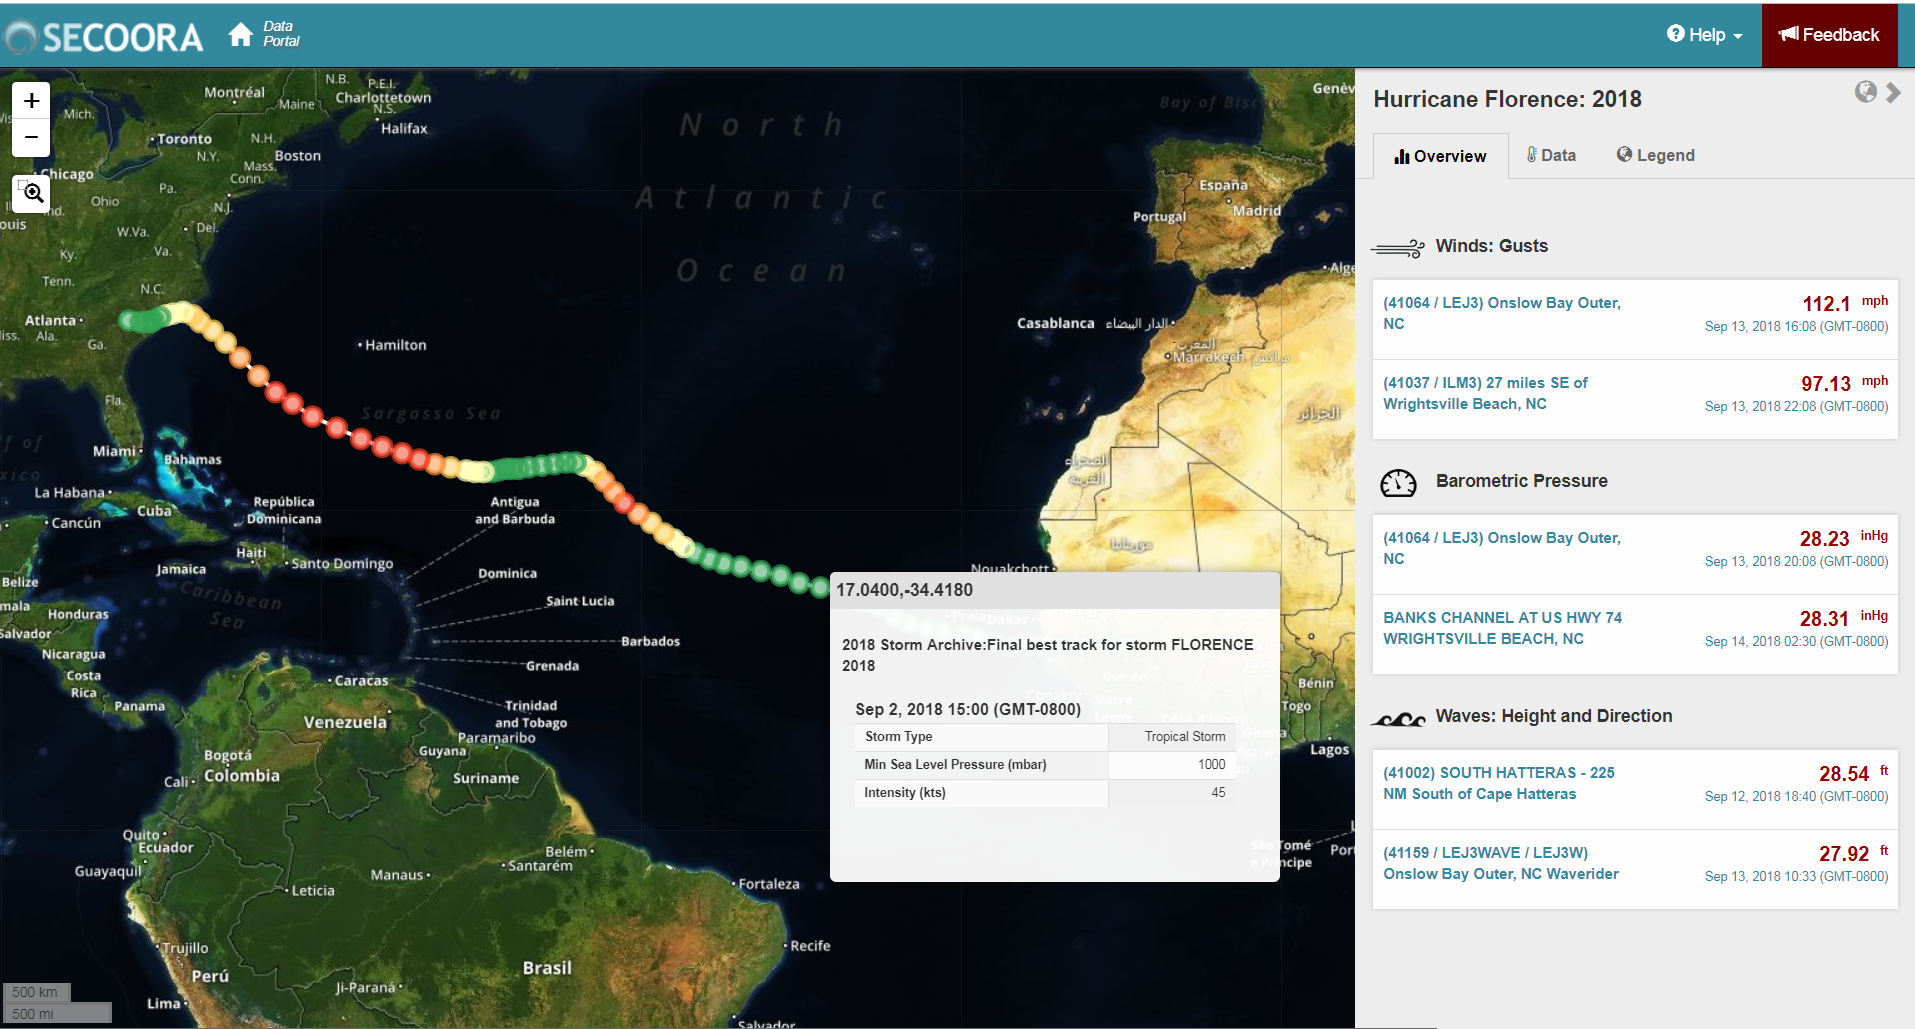 SECOORA
Data
Portal
Help
Feedback
+
−
Montréal
N.B.
P.E.I.
Charlottetown
N.S.
Halifax
Maine
Mich.
Toronto
N.H.
N.Y.
Mass.
Boston
Conn.
Chicago
Pa.
Ohio
N.J.
Ind.
W.Va.
Del.
Ky.
Va.
Tenn.
N.C.
Atlanta
Ala.
Ga.
Fla.
Miami
Bahamas
La Habana
Cuba
Cancún
República
Dominicana
Haiti
Santo Domingo
Jamaica
Belize
Caribbean
Sea
Honduras
Nicaragua
Costa
Rica
Panama
Hamilton
Sargasso Sea
North
Atlantic
Ocean
Antigua
and Barbuda
Dominica
Saint Lucia
Barbados
Grenada
Caracas
Trinidad
and Tobago
Paramaribo
Venezuela
Bogotá
Colombia
Cali
Guyana
Suriname
Quito
Ecuador
Guayaquil
Belém
Santarém
Manaus
Leticia
Fortaleza
Recife
Trujillo
Perú
Brasil
Ji-Paraná
Lima
Salvador
500 km
500 mi
España
Madrid
Portugal
Casablanca
الدار البيضاء
المغرب
Marrakech
مراكش
الجزائر
الصحراء
الغربية
موريتانيا
Nouakchott
Praia
Dakar
Guinée
Conakry
Sierra
Leone
Côte d'Ivoire
Ghana
Accra
Bénin
Togo
Lagos
São Tomé
e Príncipe
17.0400,-34.4180
2018 Storm Archive:Final best track for storm FLORENCE
2018
Sep 2, 2018 15:00 (GMT-0800)
Storm Type Tropical Storm
Min Sea Level Pressure (mbar) 1000
Intensity (kts) 45
Hurricane Florence: 2018
Overview
Data
Legend
Winds: Gusts
(41064 / LEJ3) Onslow Bay Outer,
NC
112.1 mph
Sep 13, 2018 16:08 (GMT-0800)
(41037 / ILM3) 27 miles SE of
Wrightsville Beach, NC
97.13 mph
Sep 13, 2018 22:08 (GMT-0800)
Barometric Pressure
(41064 / LEJ3) Onslow Bay Outer,
NC
28.23 inHg
Sep 13, 2018 20:08 (GMT-0800)
BANKS CHANNEL AT US HWY 74
WRIGHTSVILLE BEACH, NC
28.31 inHg
Sep 14, 2018 02:30 (GMT-0800)
Waves: Height and Direction
(41002) SOUTH HATTERAS - 225
NM South of Cape Hatteras
28.54 ft
Sep 12, 2018 18:40 (GMT-0800)
(41159 / LEJ3WAVE / LEJ3W)
Onslow Bay Outer, NC Waverider
27.92 ft
Sep 13, 2018 10:33 (GMT-0800)